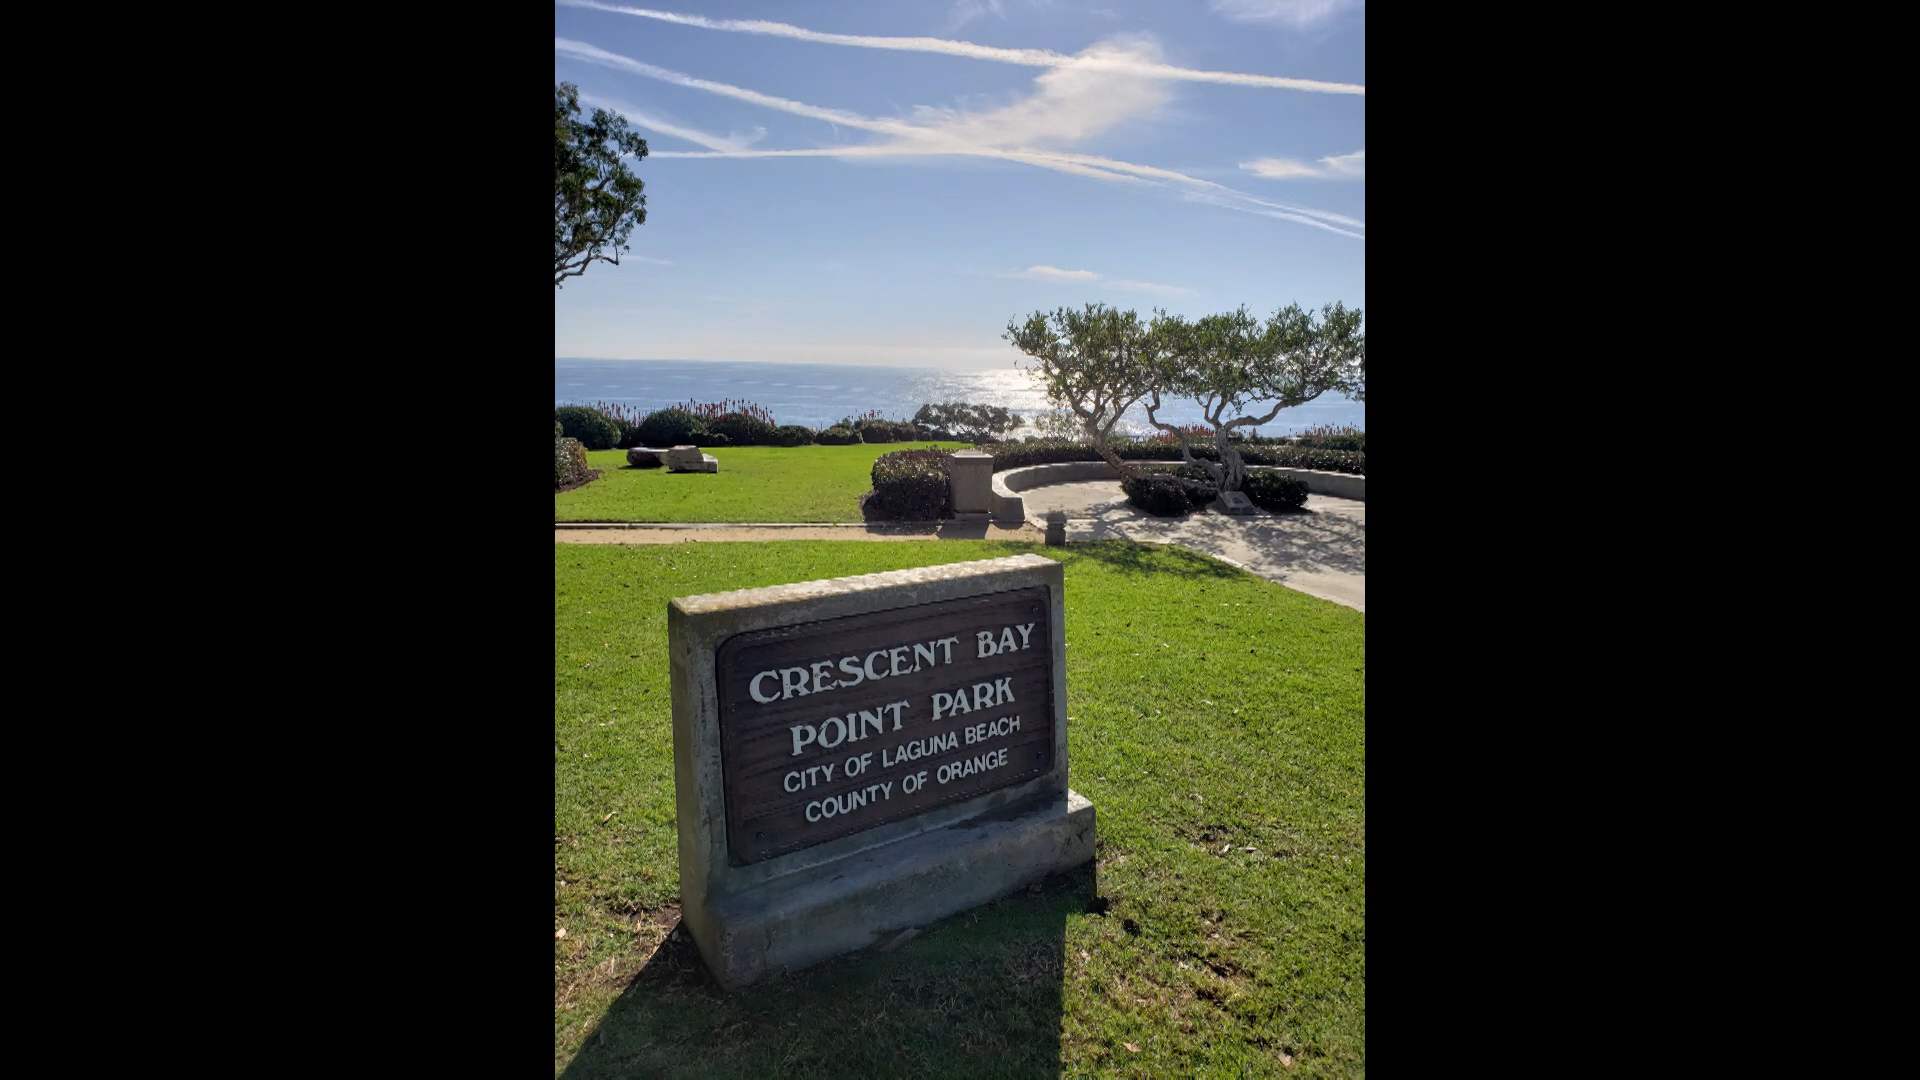 CRESCENT BAY
POINT PARK
CITY OF LAGUNA BEACH
COUNTY OF ORANGE